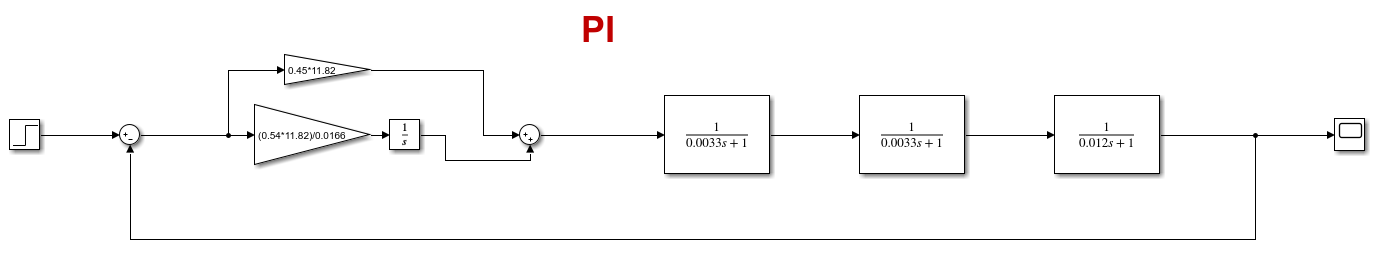 PI
0.45*11.82
(0.54*11.82)/0.0166
1
s
1
0.0033s + 1
1
0.0033s + 1
1
0.012s + 1
+
−
+
+